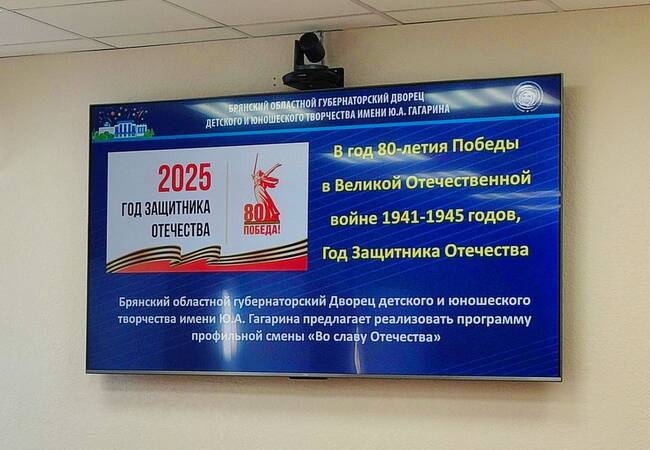 БРЯНСКИЙ ОБЛАСТНОЙ ГУБЕРНАТОРСКИЙ ДВОРЕЦ
ДЕТСКОГО И ЮНОШЕСКОГО ТВОРЧЕСТВА ИМЕНИ Ю.А. ГАГАРИНА
2025
ГОД ЗАЩИТНИКА
ОТЕЧЕСТВА
80
ПОБЕДА!
В год 80-летия Победы
в Великой Отечественной
войне 1941-1945 годов,
Год Защитника Отечества
Брянский областной губернаторский Дворец детского и юношеского
творчества имени Ю.А. Гагарина предлагает реализовать программу
профильной смены «Во славу Отечества»